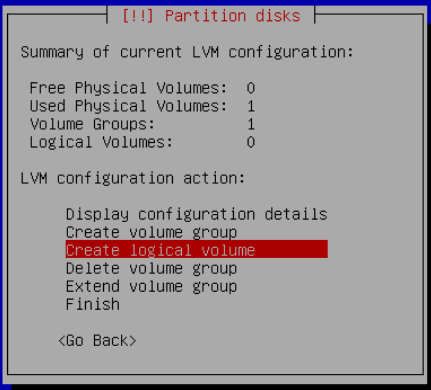 [!!] Partition disks
Summary of current LVM configuration:
Free Physical Volumes: 0
Used Physical Volumes: 1
Volume Groups: 1
Logical Volumes: 0
LVM configuration action:
Display configuration details
Create volume group
Create logical volume
Delete volume group
Extend volume group
Finish
<Go Back>